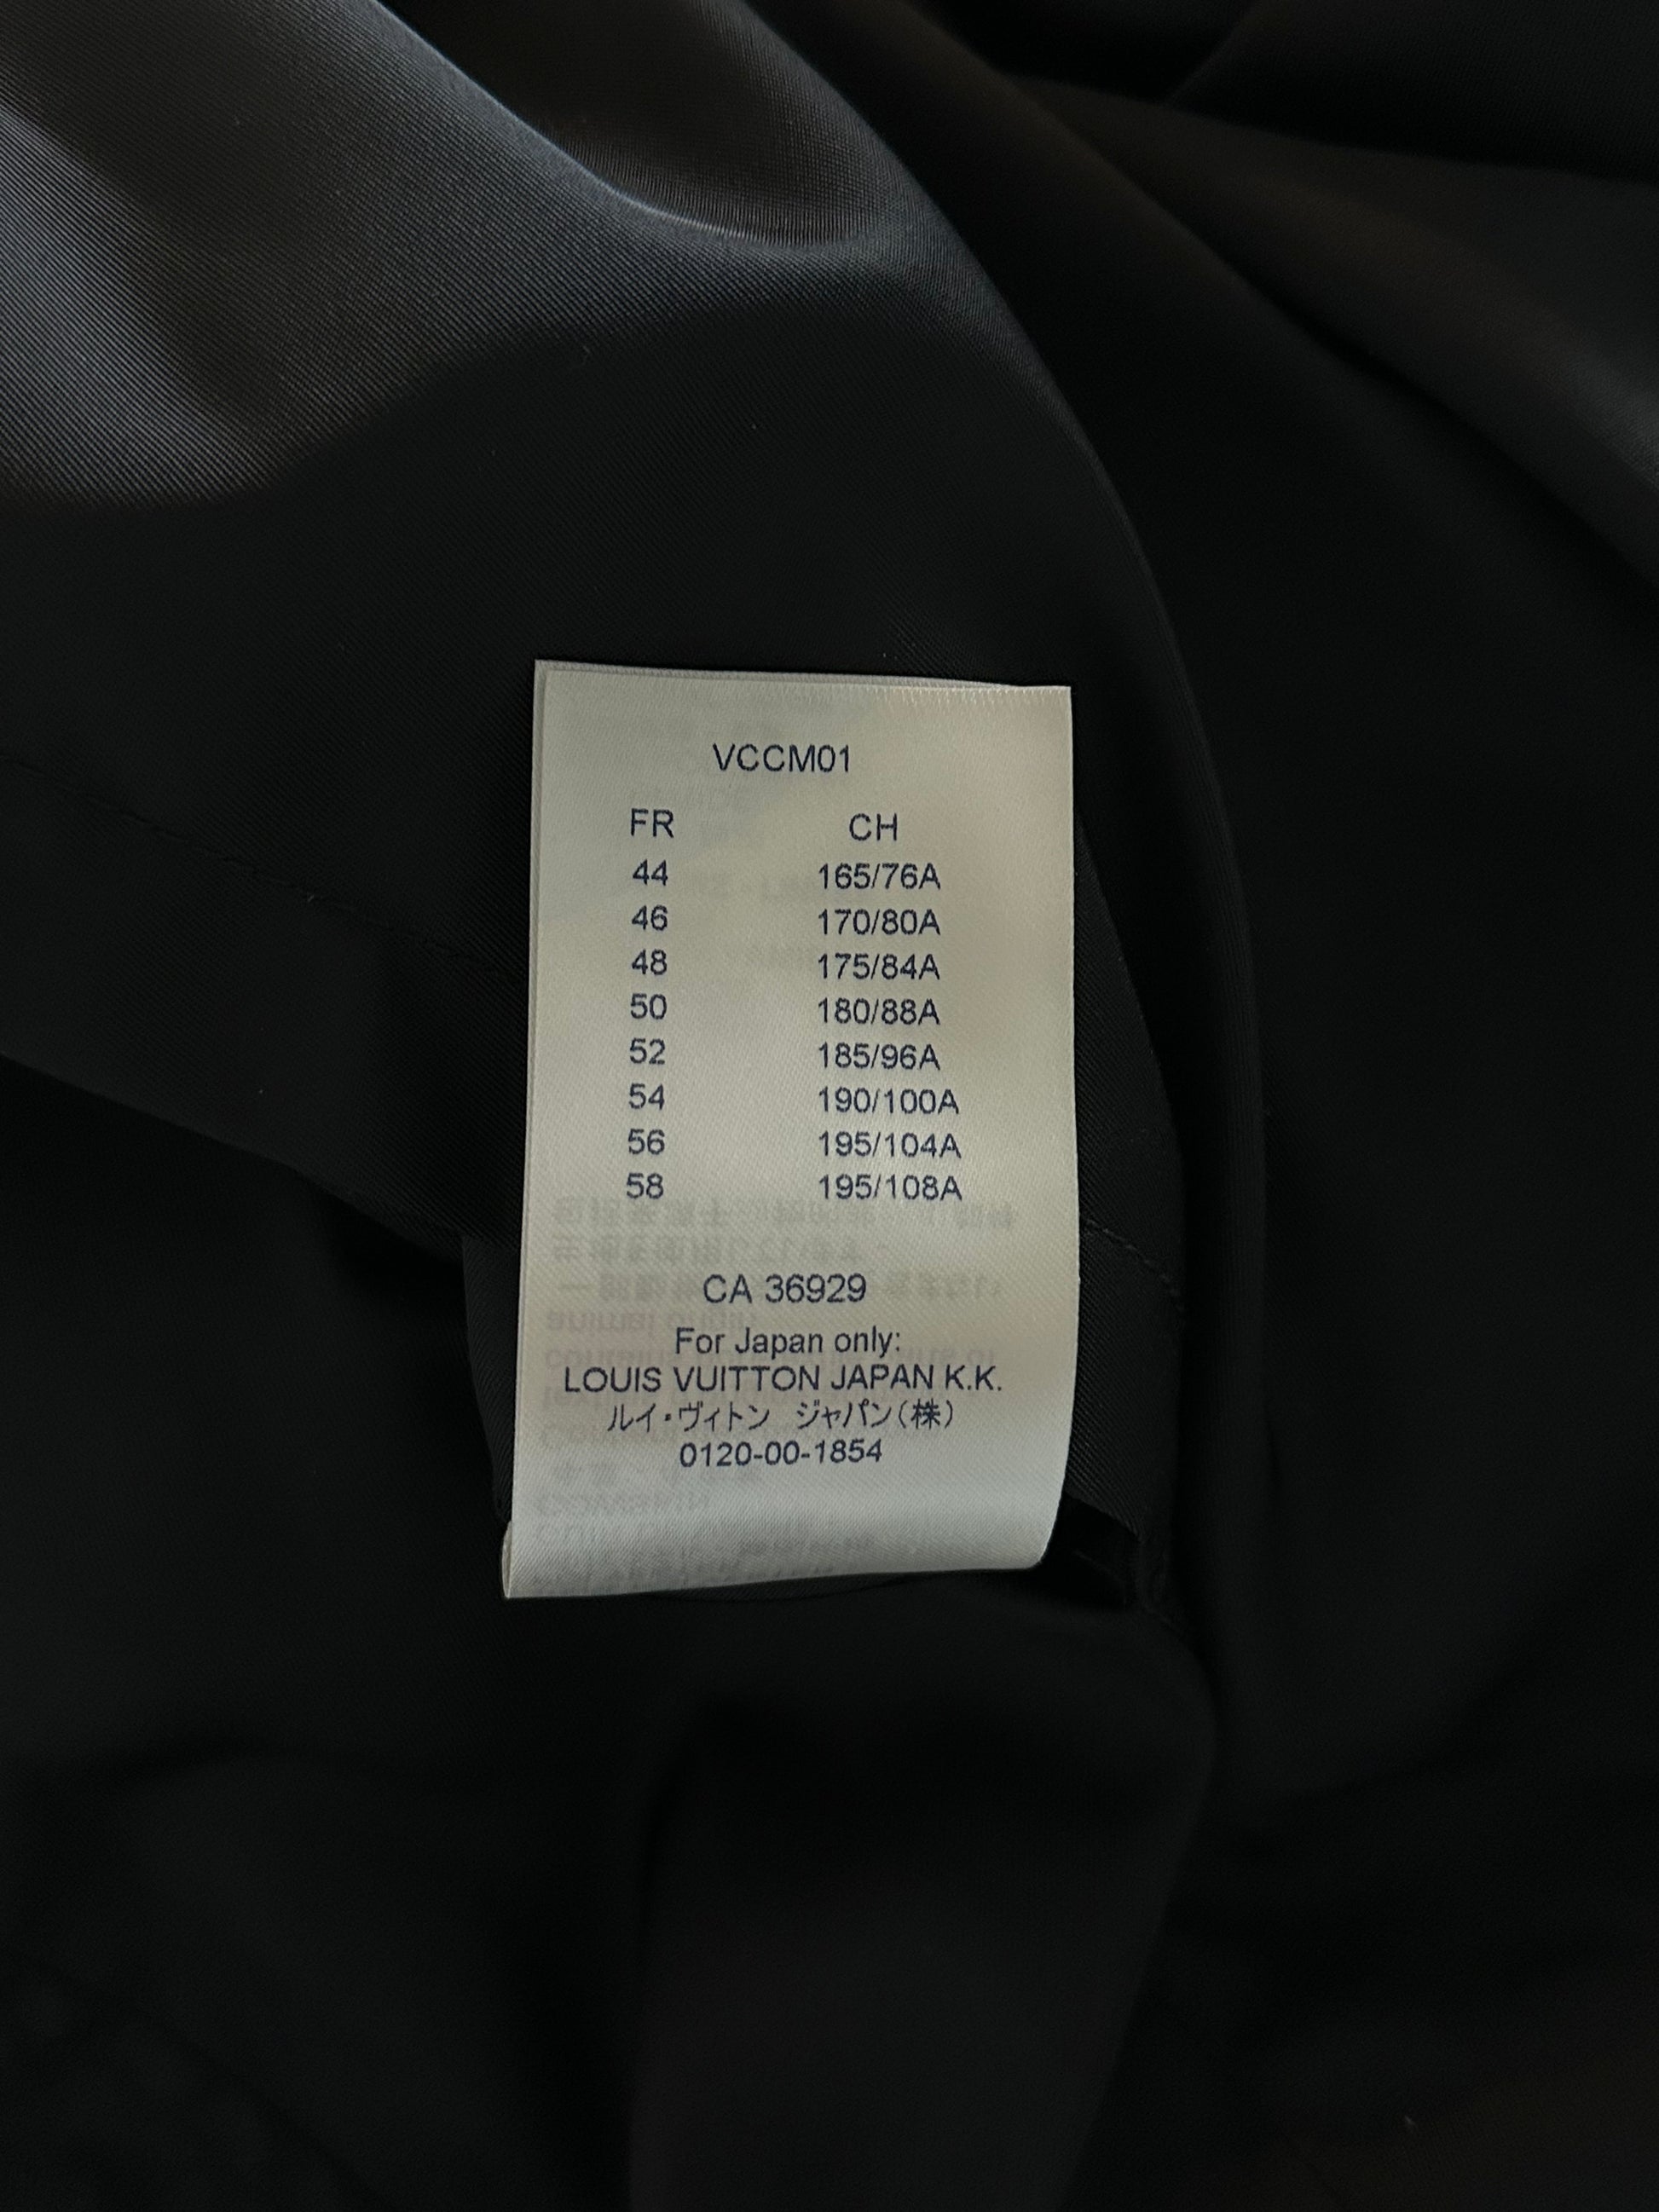 VCCM01
FR CH
44 165/76A
46 170/80A
48 175/84A
50 180/88A
52 185/96A
54 190/100A
56 195/104A
58 195/108A
CA 36929
For Japan only:
LOUIS VUITTON JAPAN K.K.
ルイ・ヴィトン ジャパン(株)
0120-00-1854